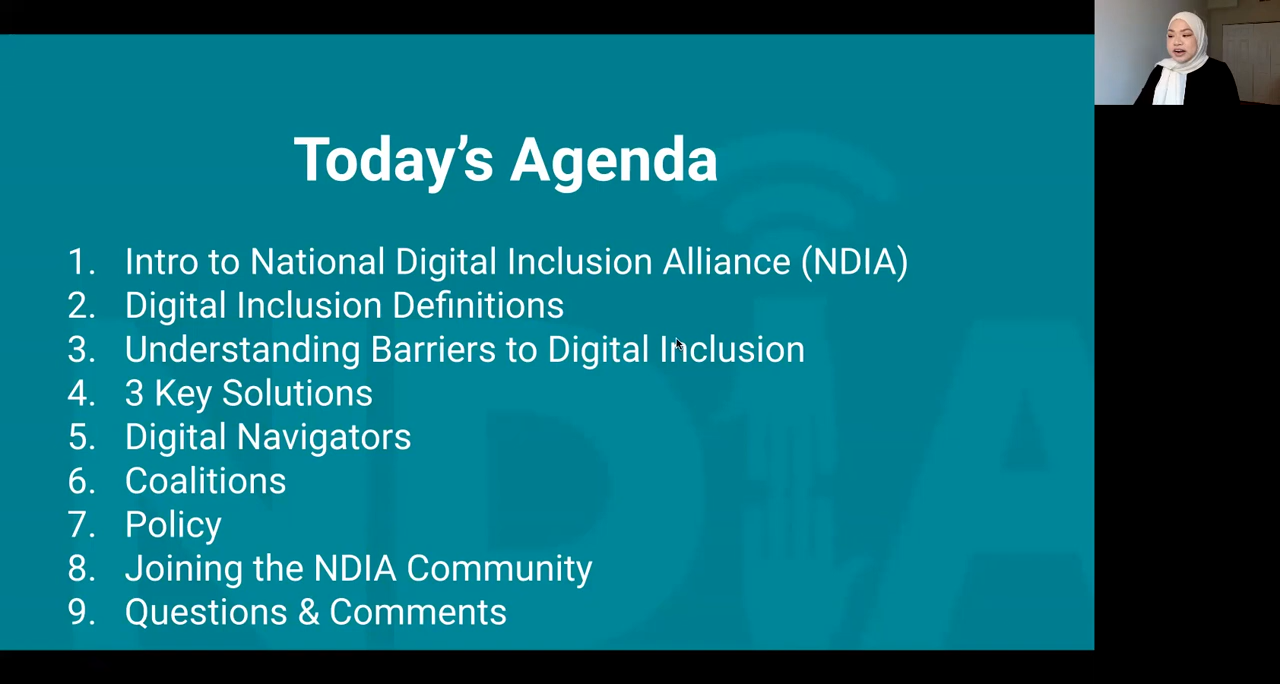 Today's Agenda
1. Intro to National Digital Inclusion Alliance (NDIA)
2. Digital Inclusion Definitions
3. Understanding Barriers to Digital Inclusion
4. 3 Key Solutions
5. Digital Navigators
6. Coalitions
7. Policy
8. Joining the NDIA Community
9. Questions & Comments
NDIA